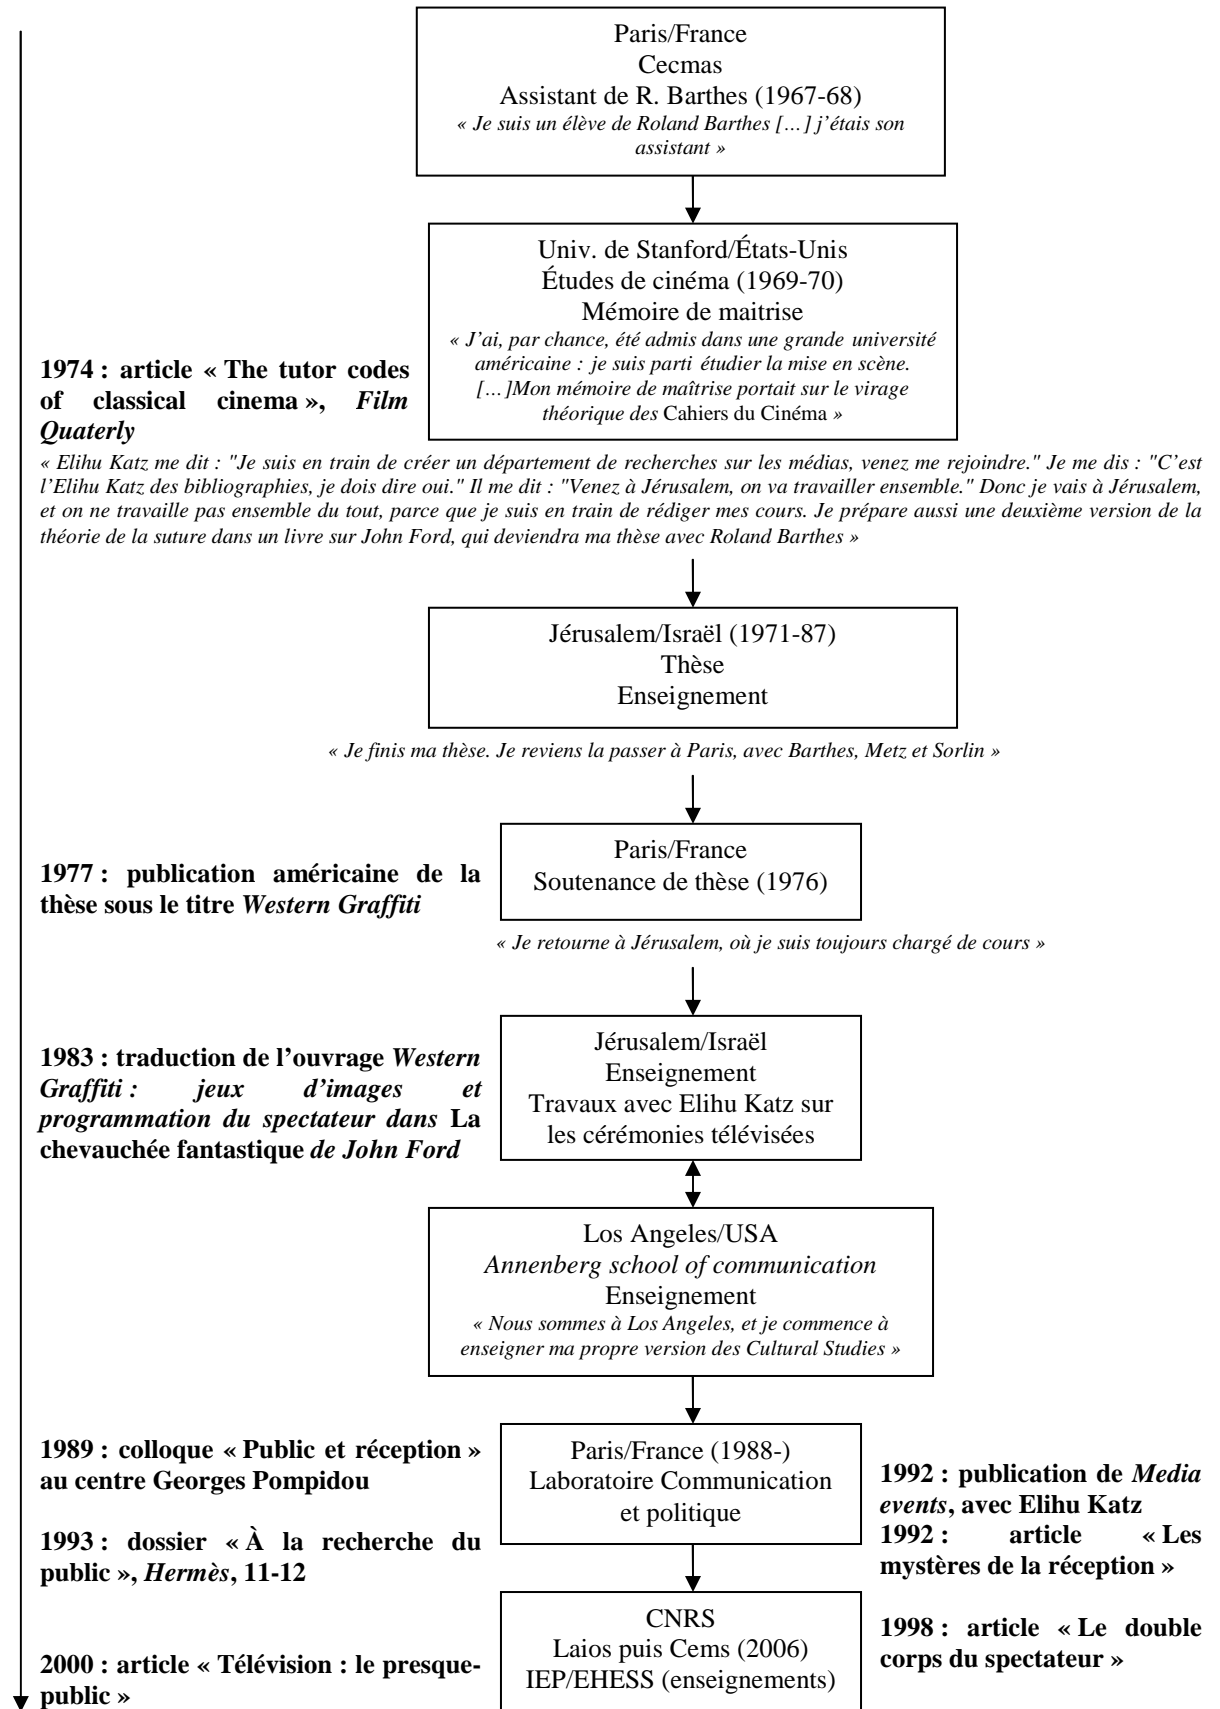 Paris/France
Cecmas
Assistant de R. Barthes (1967-68)
« Je suis un élève de Roland Barthes […] j’étais son
assistant »
Univ. de Stanford/États-Unis
Études de cinéma (1969-70)
Mémoire de maitrise
« J’ai, par chance, été admis dans une grande université
américaine : je suis parti étudier la mise en scène.
[…]Mon mémoire de maîtrise portait sur le virage
théorique des Cahiers du Cinéma »
1974 : article « The tutor codes
of classical cinema », Film
Quaterly
« Elihu Katz me dit : "Je suis en train de créer un département de recherches sur les médias, venez me rejoindre." Je me dis : "C’est
l’Elihu Katz des bibliographies, je dois dire oui." Il me dit : "Venez à Jérusalem, on va travailler ensemble." Donc je vais à Jérusalem,
et on ne travaille pas ensemble du tout, parce que je suis en train de rédiger mes cours. Je prépare aussi une deuxième version de la
théorie de la suture dans un livre sur John Ford, qui deviendra ma thèse avec Roland Barthes »
Jérusalem/Israël (1971-87)
Thèse
Enseignement
« Je finis ma thèse. Je reviens la passer à Paris, avec Barthes, Metz et Sorlin »
Paris/France
Soutenance de thèse (1976)
1977 : publication américaine de la
thèse sous le titre Western Graffiti
« Je retourne à Jérusalem, où je suis toujours chargé de cours »
Jérusalem/Israël
Enseignement
Travaux avec Elihu Katz sur
les cérémonies télévisées
1983 : traduction de l’ouvrage Western
Graffiti : jeux d’images et
programmation du spectateur dans La
chevauchée fantastique de John Ford
Los Angeles/USA
Annenberg school of communication
Enseignement
« Nous sommes à Los Angeles, et je commence à
enseigner ma propre version des Cultural Studies »
1989 : colloque « Public et réception »
au centre Georges Pompidou
Paris/France (1988-)
Laboratoire Communication
et politique
1992 : publication de Media
events, avec Elihu Katz
1992 : article « Les
mystères de la réception »
1993 : dossier « À la recherche du
public », Hermès, 11-12
CNRS
Laios puis Cems (2006)
IEP/EHESS (enseignements)
1998 : article « Le double
corps du spectateur »
2000 : article « Télévision : le presque-
public »